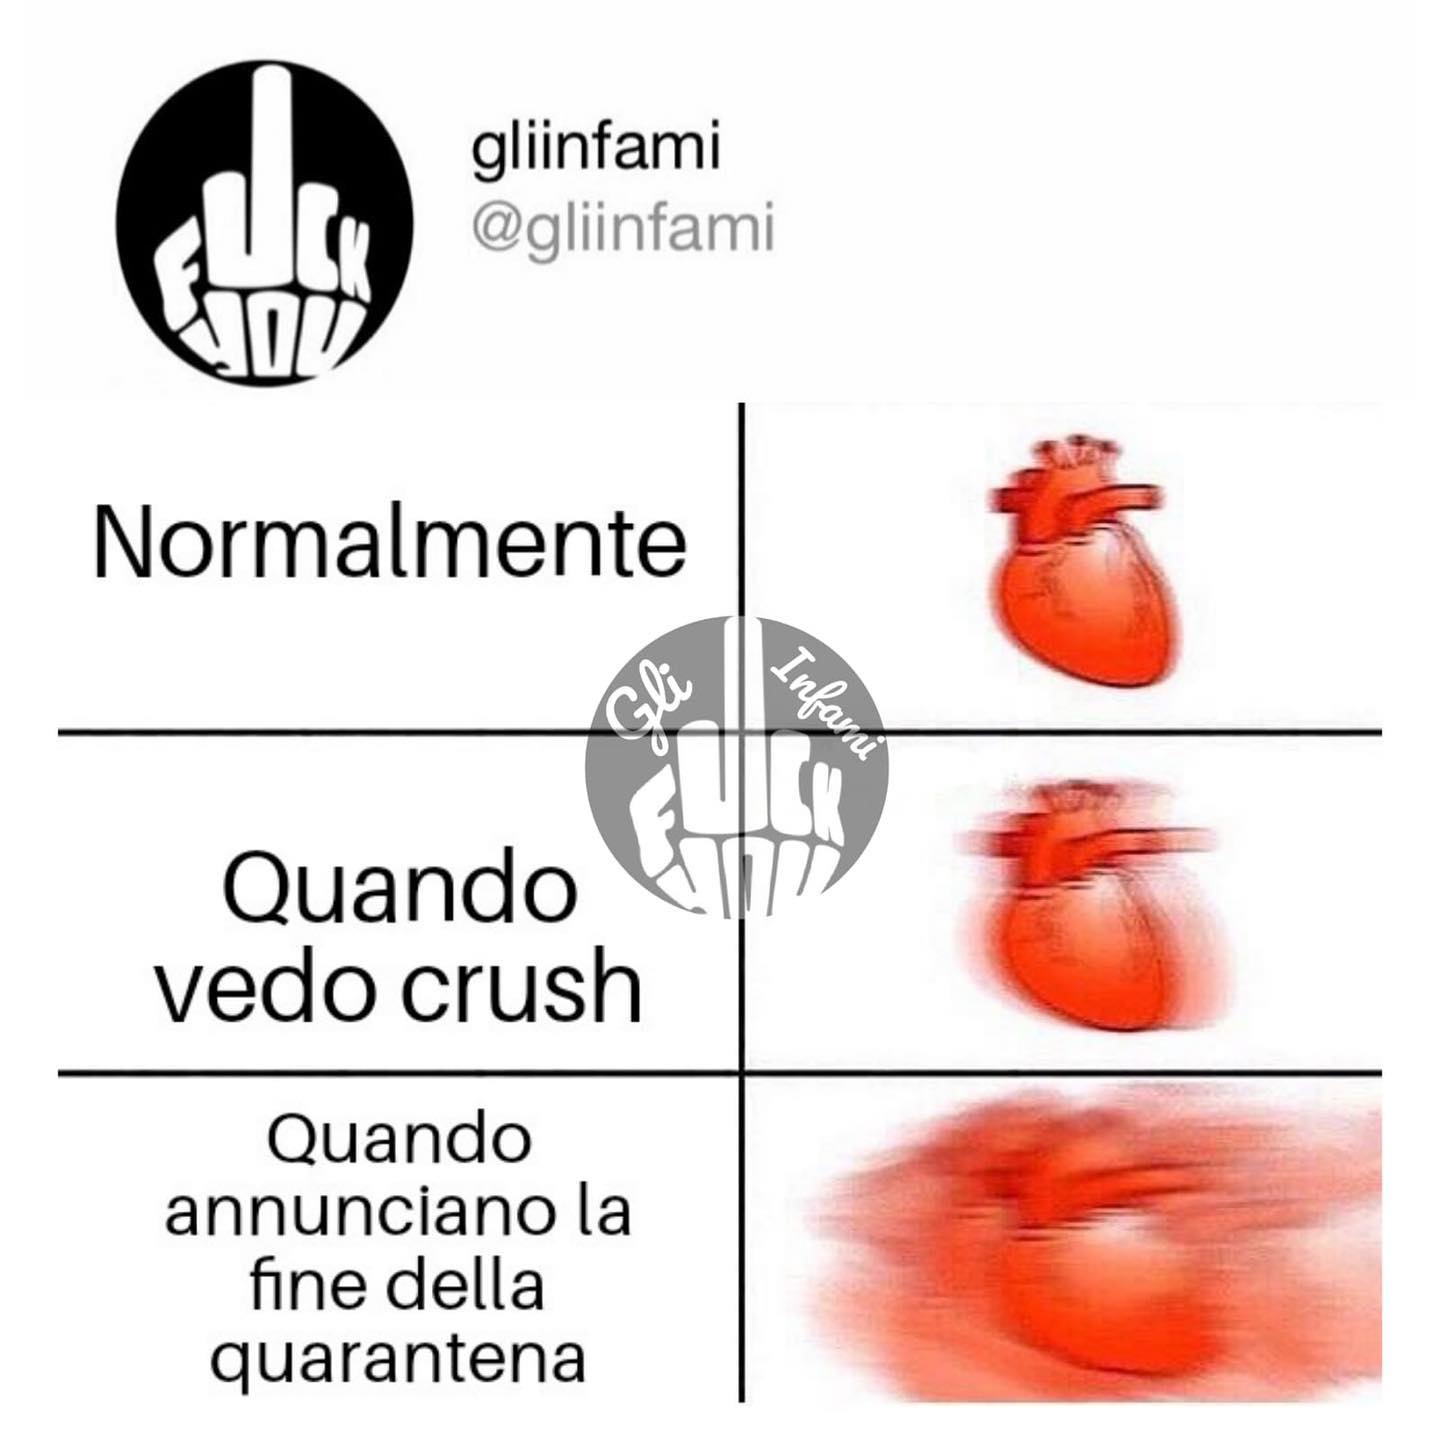 FUCK
YOU
gliinfami
@gliinfami
Normalmente
Gli Infami
FUCK
YOU
Quando
vedo crush
Quando
annunciano la
fine della
quarantena